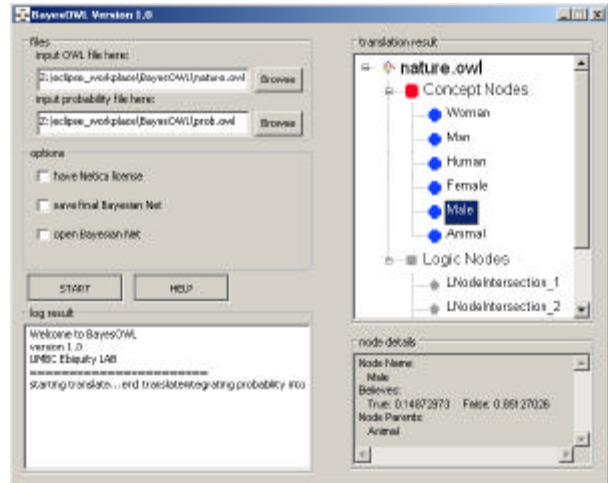 BayesOWL Version 1.0
files
input OWL file here:
Z:\eclipse_workplace\BayesOWL\nature.owl
Browse
input probability file here:
Z:\eclipse_workplace\BayesOWL\prob.owl
Browse
options
have Netica license
save final Bayesian Net
open Bayesian Net
START
HELP
log result
Welcome to BayesOWL
version 1.0
UMBC Ebiquity LAB
========================
starting translate...end translateintegrating probability into
translation result
nature.owl
Concept Nodes
Woman
Man
Human
Female
Male
Animal
Logic Nodes
LNodeIntersection_1
LNodeIntersection_2
node details
Node Name:
Male
Believes:
True: 0.14872973 False: 0.85127026
Node Parents:
Animal